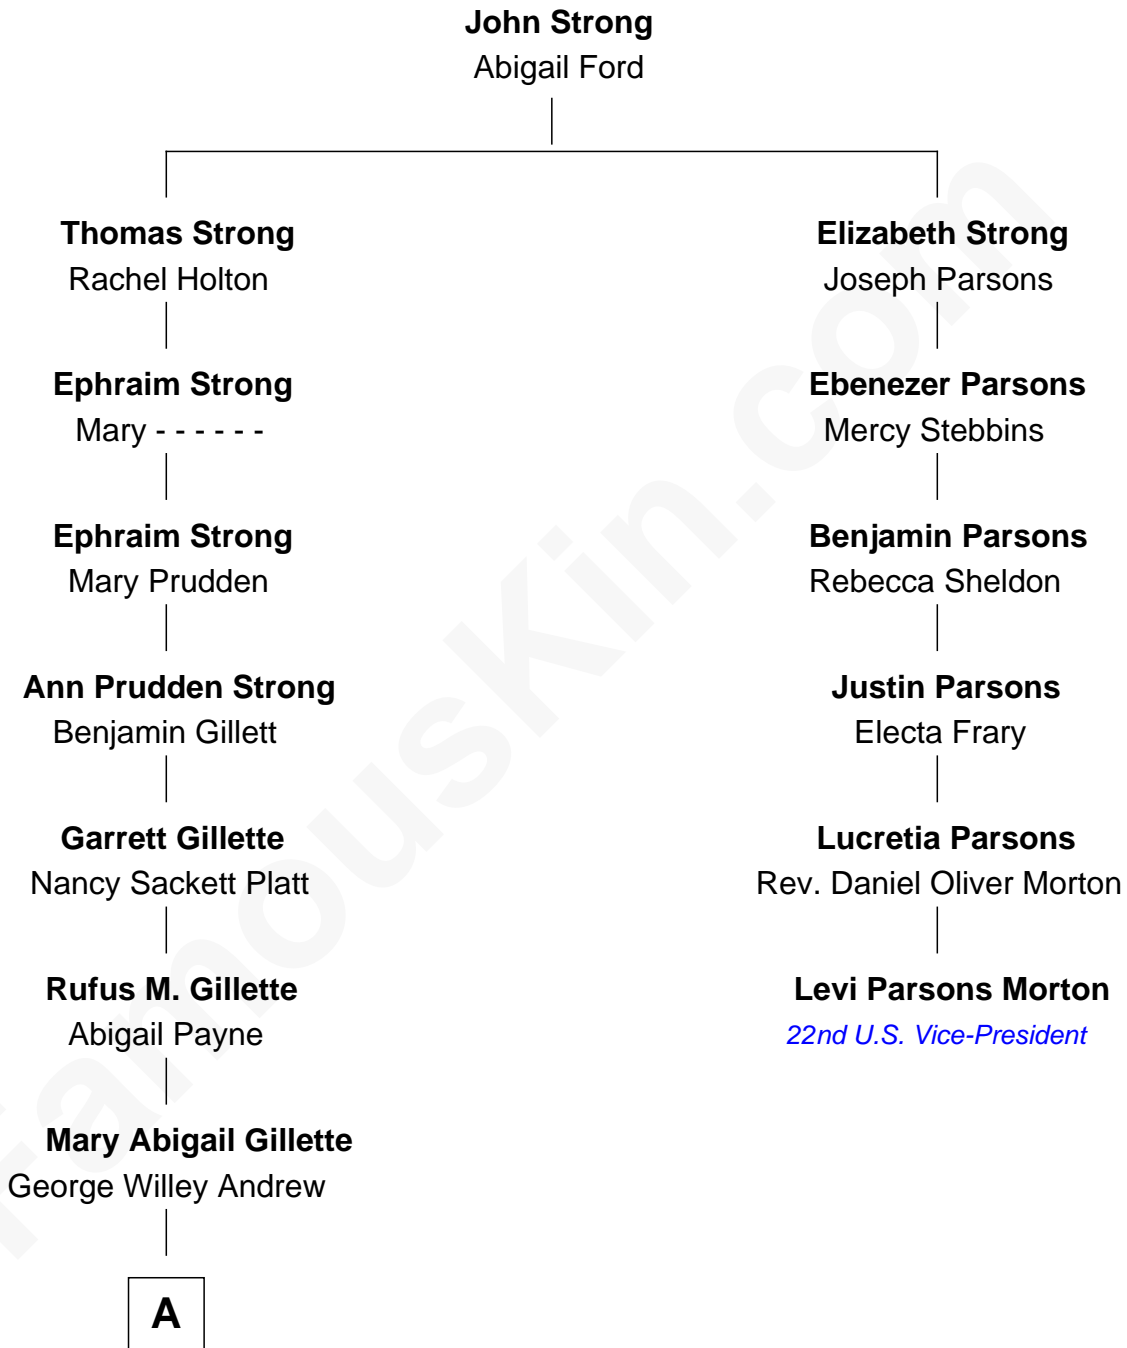 John Strong
Abigail Ford
Thomas Strong
Rachel Holton
Elizabeth Strong
Joseph Parsons
Ephraim Strong
Mary - - - - - -
Ebenezer Parsons
Mercy Stebbins
Ephraim Strong
Mary Prudden
Benjamin Parsons
Rebecca Sheldon
Ann Prudden Strong
Benjamin Gillett
Justin Parsons
Electa Frary
Garrett Gillette
Nancy Sackett Platt
Lucretia Parsons
Rev. Daniel Oliver Morton
Rufus M. Gillette
Abigail Payne
Levi Parsons Morton
22nd U.S. Vice-President
Mary Abigail Gillette
George Willey Andrew
A
FamousKin.com